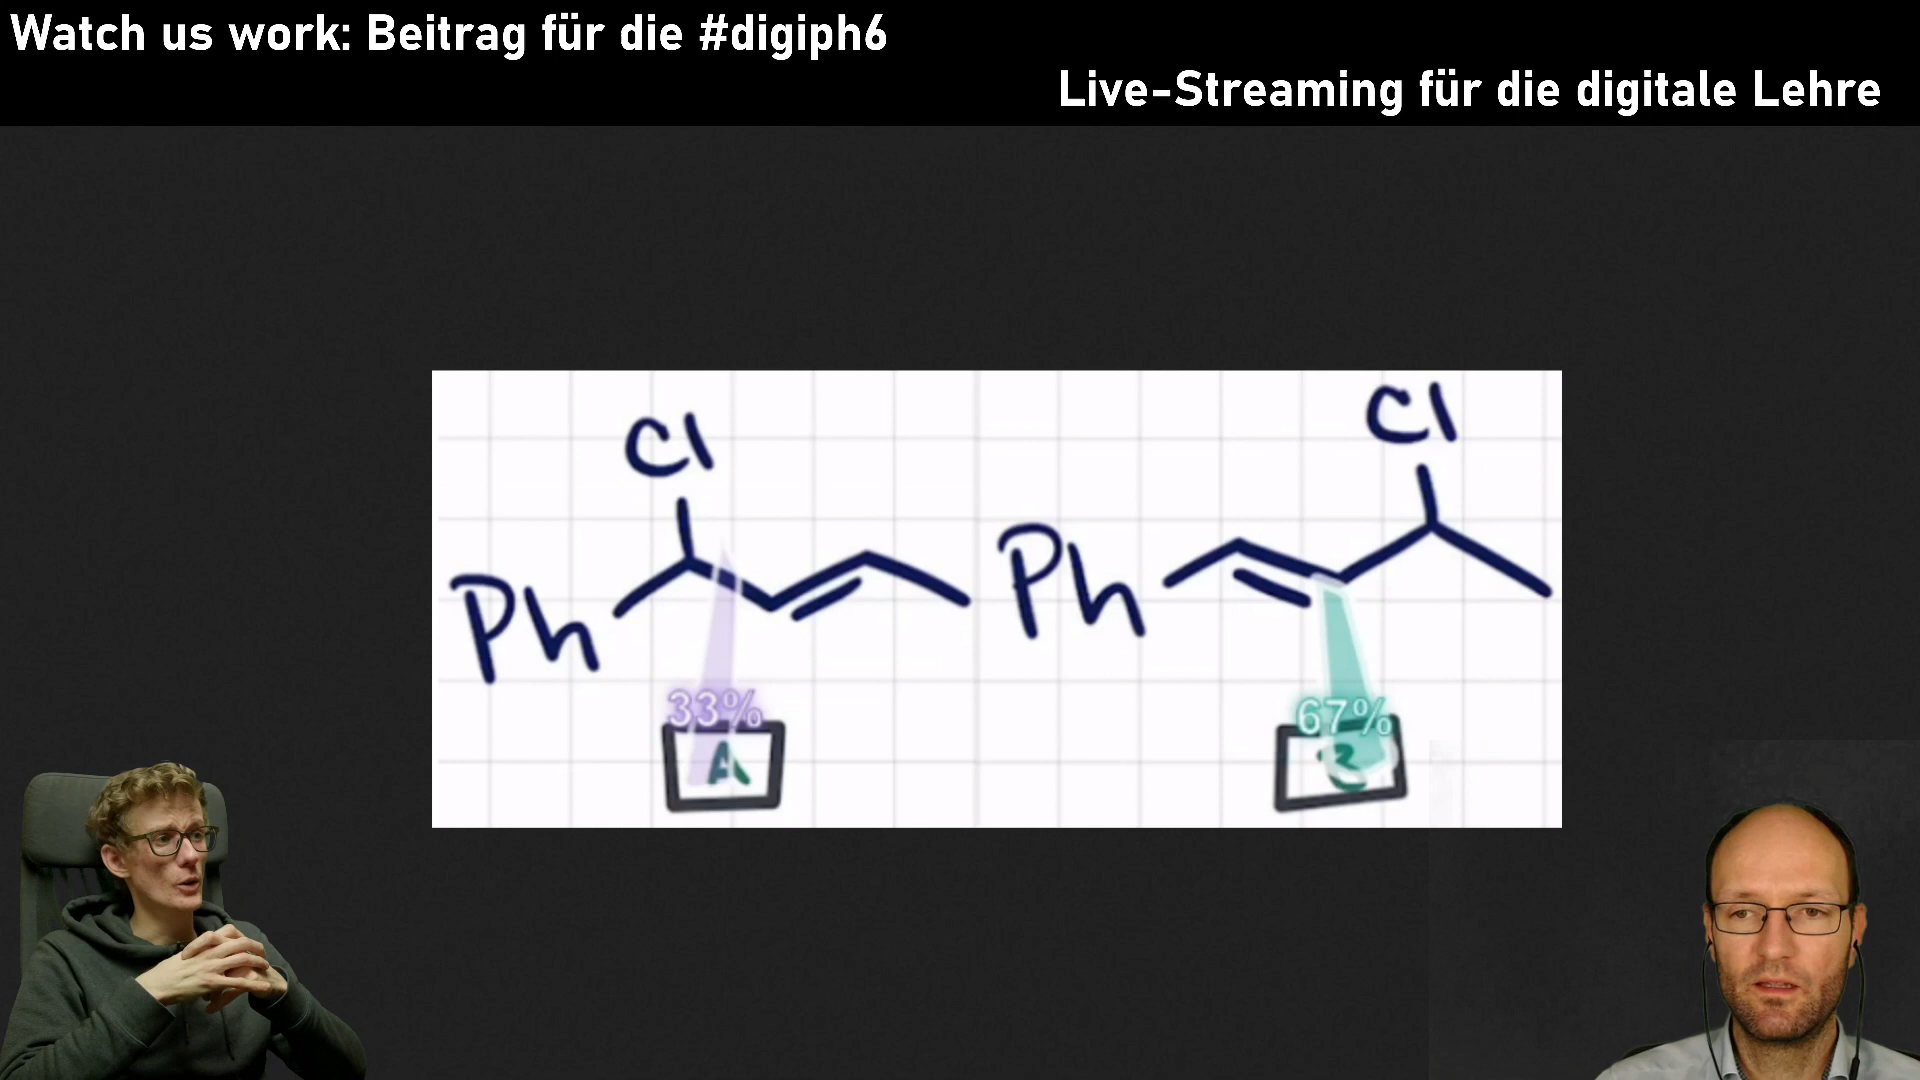 Watch us work: Beitrag für die #digiph6
Live-Streaming für die digitale Lehre
Cl
Cl
Ph
Ph
33%
67%
A
B